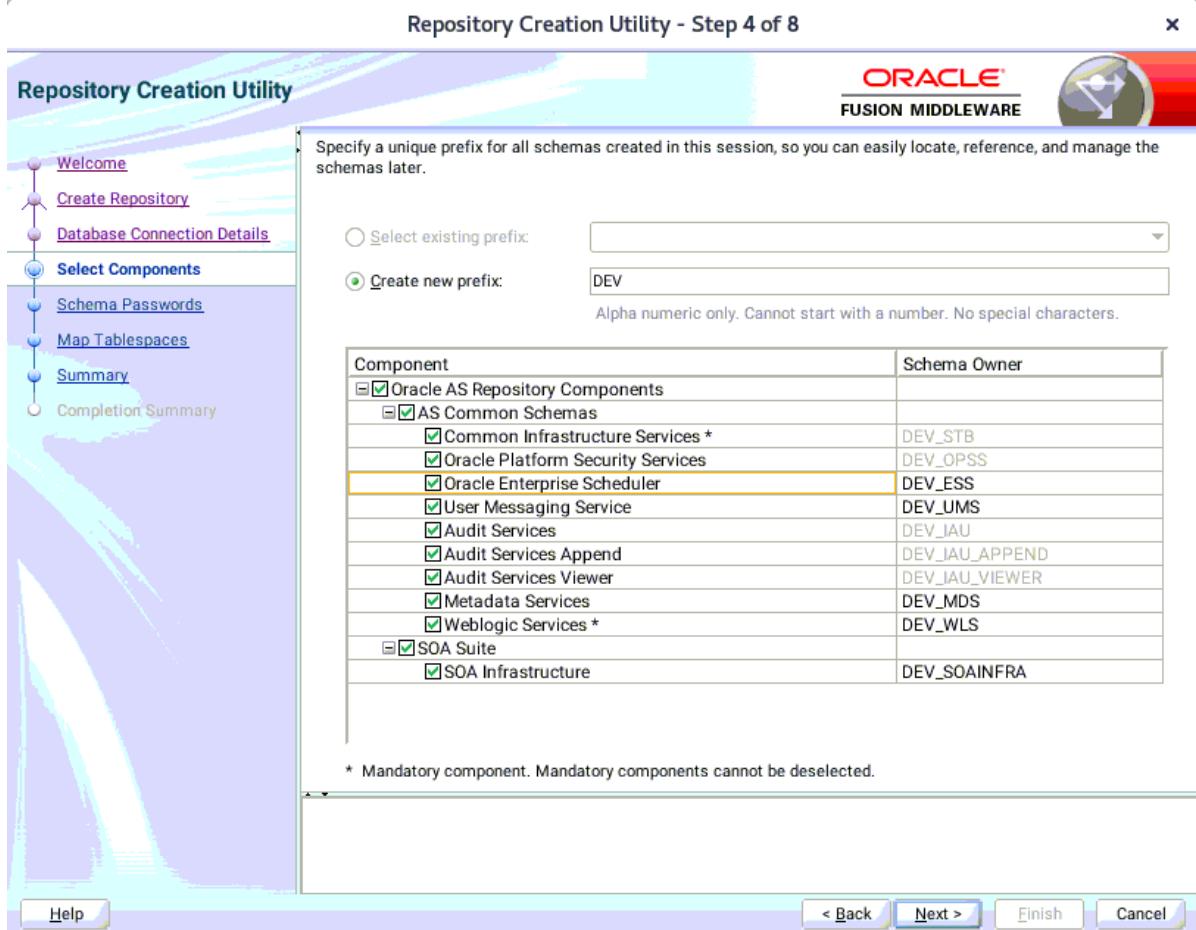 Repository Creation Utility - Step 4 of 8
Repository Creation Utility
ORACLE
FUSION MIDDLEWARE
Welcome
Create Repository
Database Connection Details
Select Components
Schema Passwords
Map Tablespaces
Summary
Completion Summary
Specify a unique prefix for all schemas created in this session, so you can easily locate, reference, and manage the
schemas later.
Select existing prefix:
Create new prefix: DEV
Alpha numeric only. Cannot start with a number. No special characters.
Component Schema Owner
Oracle AS Repository Components
AS Common Schemas
Common Infrastructure Services * DEV_STB
Oracle Platform Security Services DEV_OPSS
Oracle Enterprise Scheduler DEV_ESS
User Messaging Service DEV_UMS
Audit Services DEV_IAU
Audit Services Append DEV_IAU_APPEND
Audit Services Viewer DEV_IAU_VIEWER
Metadata Services DEV_MDS
Weblogic Services * DEV_WLS
SOA Suite
SOA Infrastructure DEV_SOAINFRA
* Mandatory component. Mandatory components cannot be deselected.
Help < Back Next > Finish Cancel